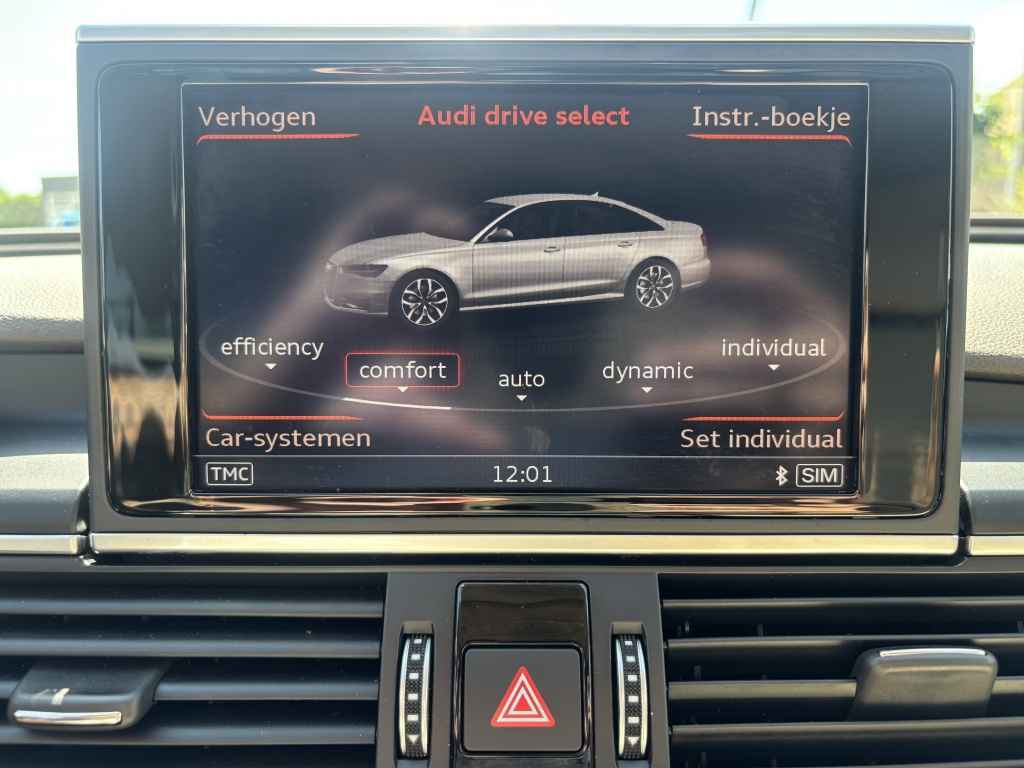 Verhogen
Audi drive select
Instr.-boekje
efficiency
comfort
auto
dynamic
individual
Car-systemen
Set individual
TMC
12:01
SIM